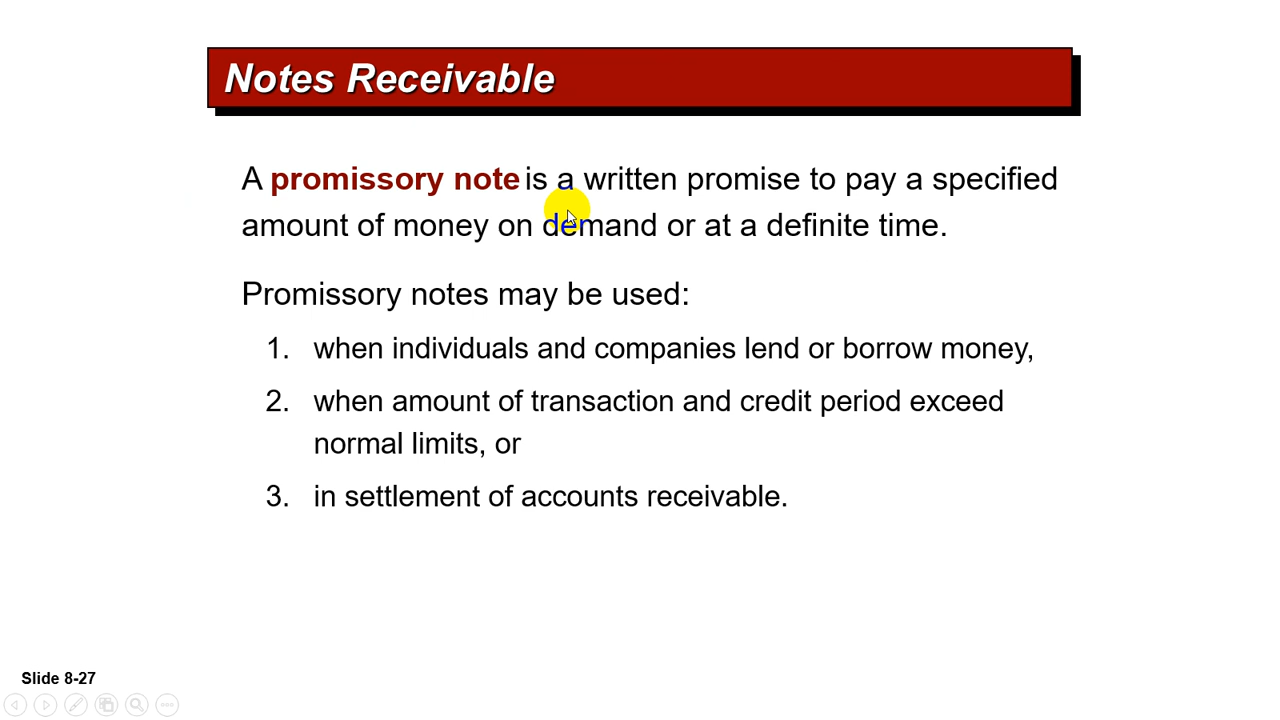 Notes Receivable
A promissory note is a written promise to pay a specified
amount of money on demand or at a definite time.
Promissory notes may be used:
1. when individuals and companies lend or borrow money,
2. when amount of transaction and credit period exceed
normal limits, or
3. in settlement of accounts receivable.
Slide 8-27